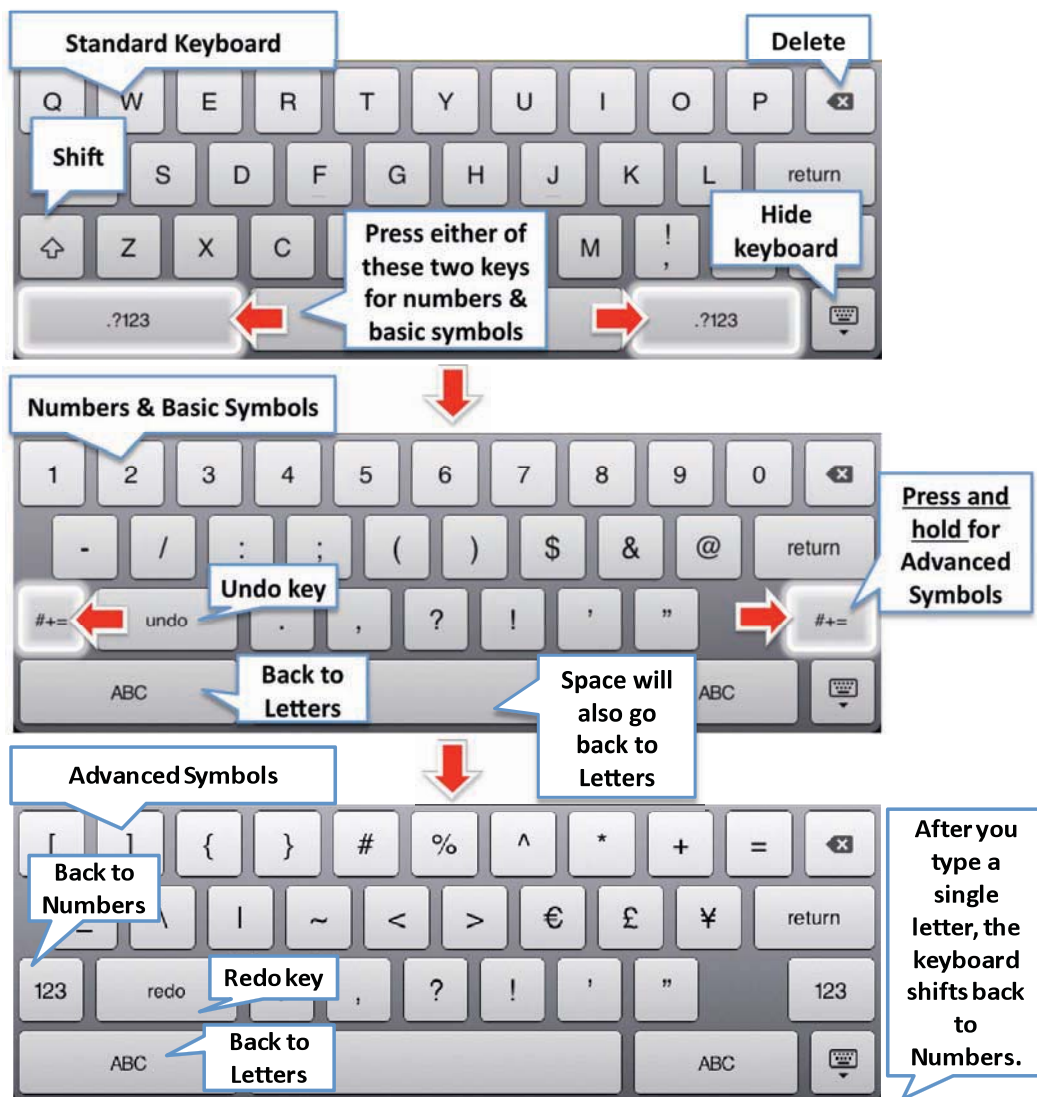 Standard Keyboard
Delete
Q W E R T Y U I O P
Shift
S D F G H J K L return
Hide
keyboard
Z X C M ! ,
Press either of
these two keys
for numbers &
basic symbols
.?123 .?123
Numbers & Basic Symbols
1 2 3 4 5 6 7 8 9 0
Press and
hold for
Advanced
Symbols
- / : ; ( ) $ & @ return
Undo key
#+= undo . , ? ! ' " #+=
ABC ABC
Back to
Letters
Space will
also go
back to
Letters
Advanced Symbols
[ ] { } # % ^ * + =
Back to
Numbers
_ \ | ~ < > € £ ¥ return
Redo key
123 redo , ? ! ' " 123
ABC ABC
Back to
Letters
After you
type a
single
letter, the
keyboard
shifts back
to
Numbers.